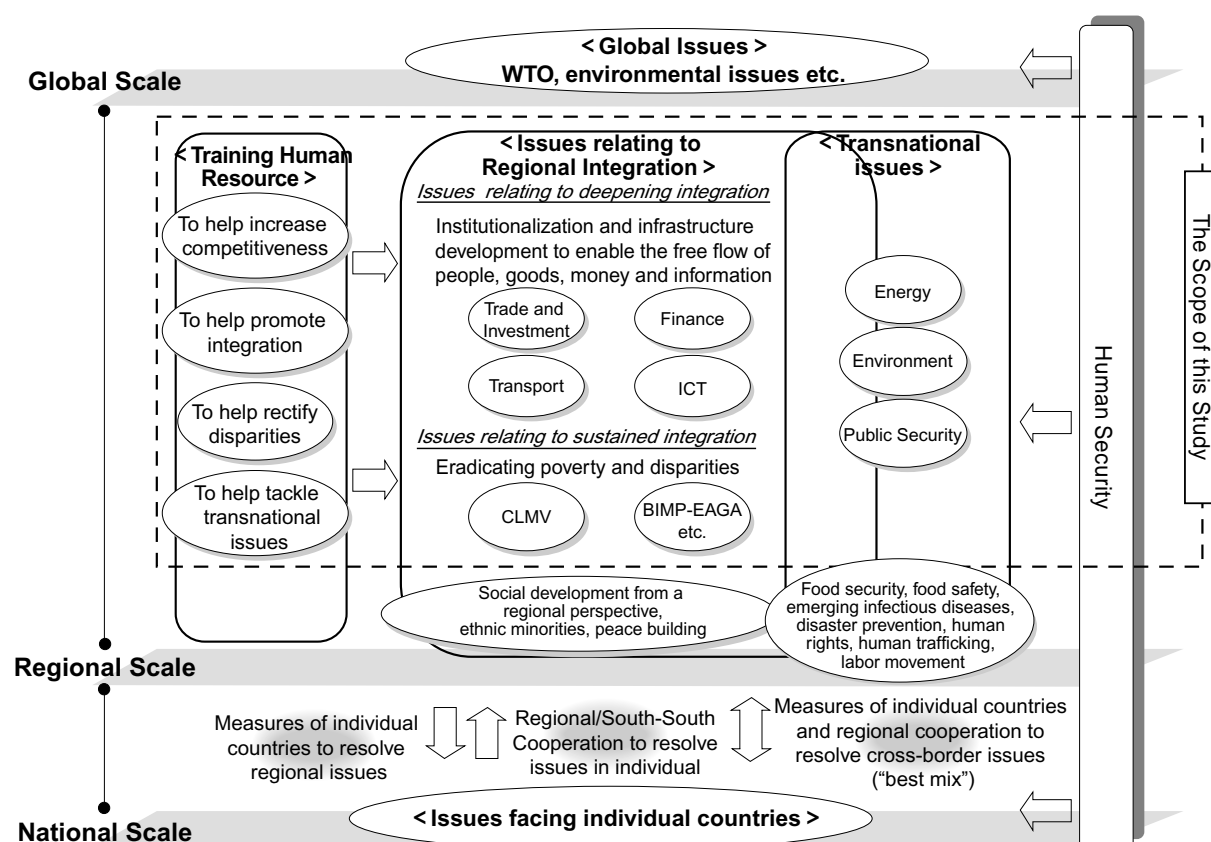 < Global Issues >
WTO, environmental issues etc.
Global Scale
< Training Human
Resource >
To help increase
competitiveness
To help promote
integration
To help rectify
disparities
To help tackle
transnational
issues
< Issues relating to
Regional Integration >
Issues relating to deepening integration
Institutionalization and infrastructure
development to enable the free flow of
people, goods, money and information
Trade and
Investment
Finance
Transport
ICT
Issues relating to sustained integration
Eradicating poverty and disparities
CLMV
BIMP-EAGA
etc.
Social development from a
regional perspective,
ethnic minorities, peace building
< Transnational
issues >
Energy
Environment
Public Security
Food security, food safety,
emerging infectious diseases,
disaster prevention, human
rights, human trafficking,
labor movement
Human Security
The Scope of this Study
Regional Scale
Measures of individual
countries to resolve
regional issues
Regional/South-South
Cooperation to resolve
issues in individual
Measures of individual countries
and regional cooperation to
resolve cross-border issues
(“best mix”)
National Scale
< Issues facing individual countries >